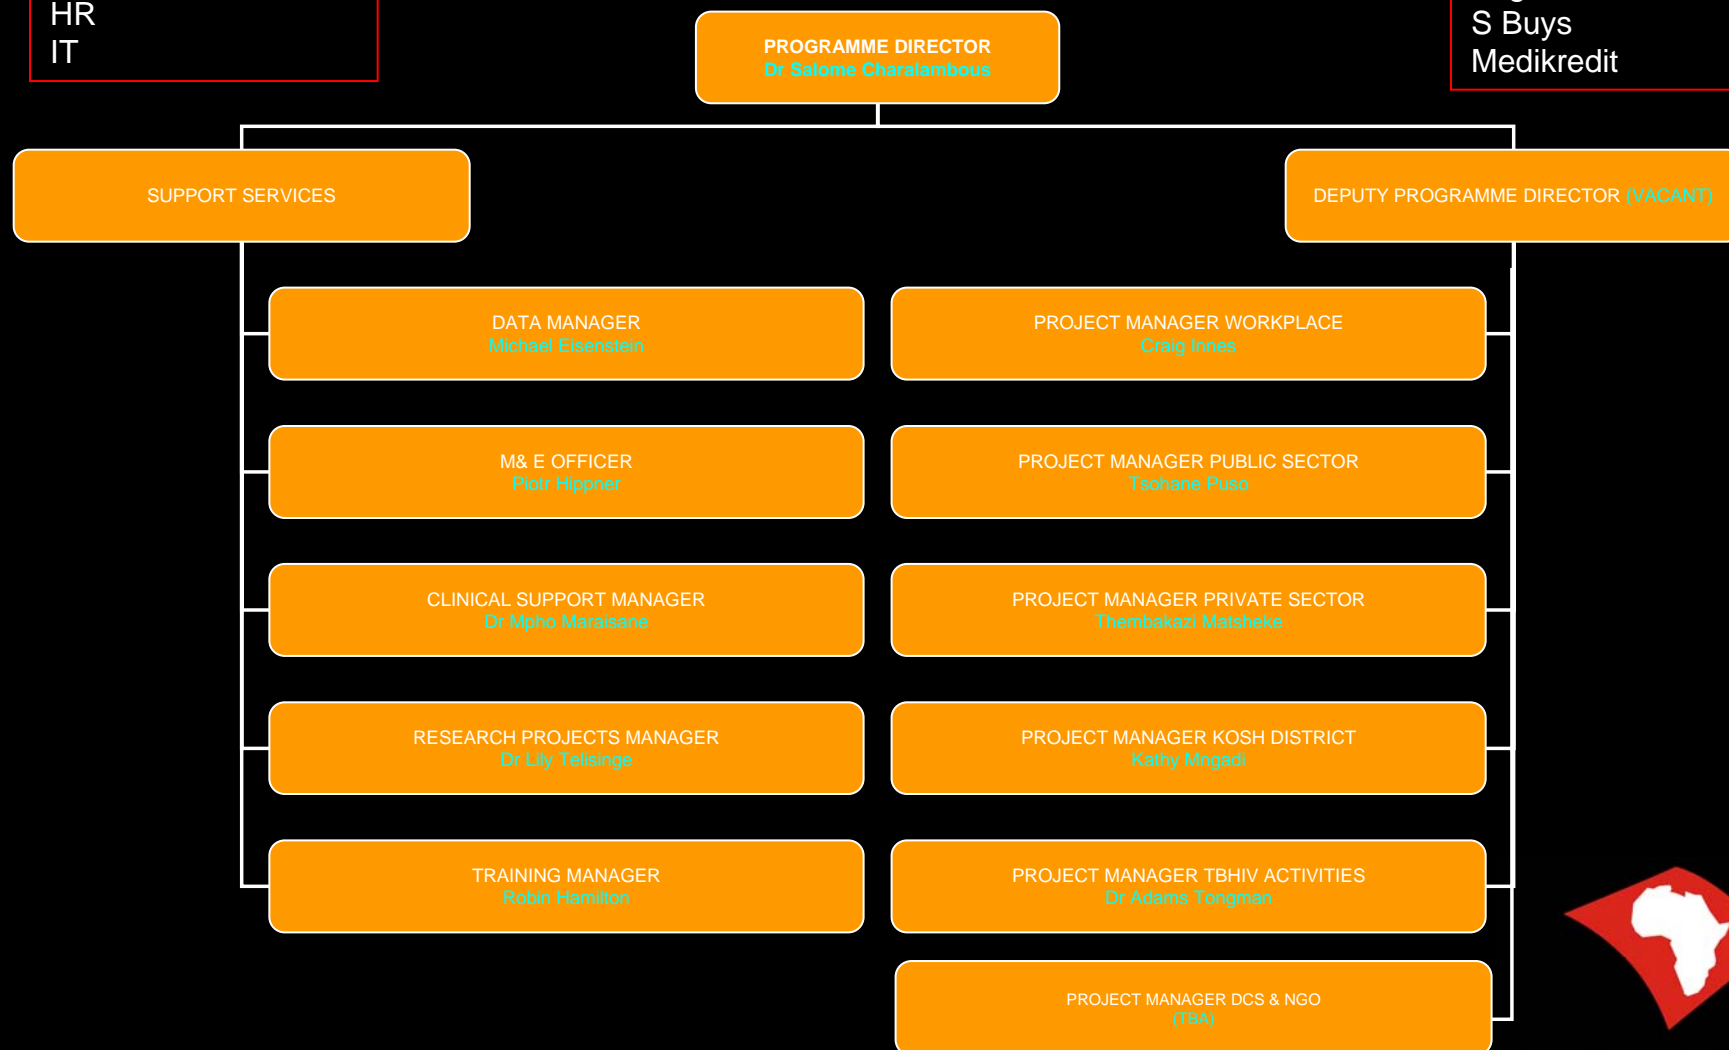 HR
IT
S Buys
Medikredit
PROGRAMME DIRECTOR
Dr Salome Charalambous
SUPPORT SERVICES
DEPUTY PROGRAMME DIRECTOR (VACANT)
DATA MANAGER
Michael Eisenstein
PROJECT MANAGER WORKPLACE
Craig Innes
M& E OFFICER
Piotr Hippner
PROJECT MANAGER PUBLIC SECTOR
Tsohane Puso
CLINICAL SUPPORT MANAGER
Dr Mpho Maraisane
PROJECT MANAGER PRIVATE SECTOR
Thembakazi Matsheke
RESEARCH PROJECTS MANAGER
Dr Lily Telisinge
PROJECT MANAGER KOSH DISTRICT
Kathy Mngadi
TRAINING MANAGER
Robin Hamilton
PROJECT MANAGER TBHIV ACTIVITIES
Dr Adams Tongman
PROJECT MANAGER DCS & NGO
(TBA)